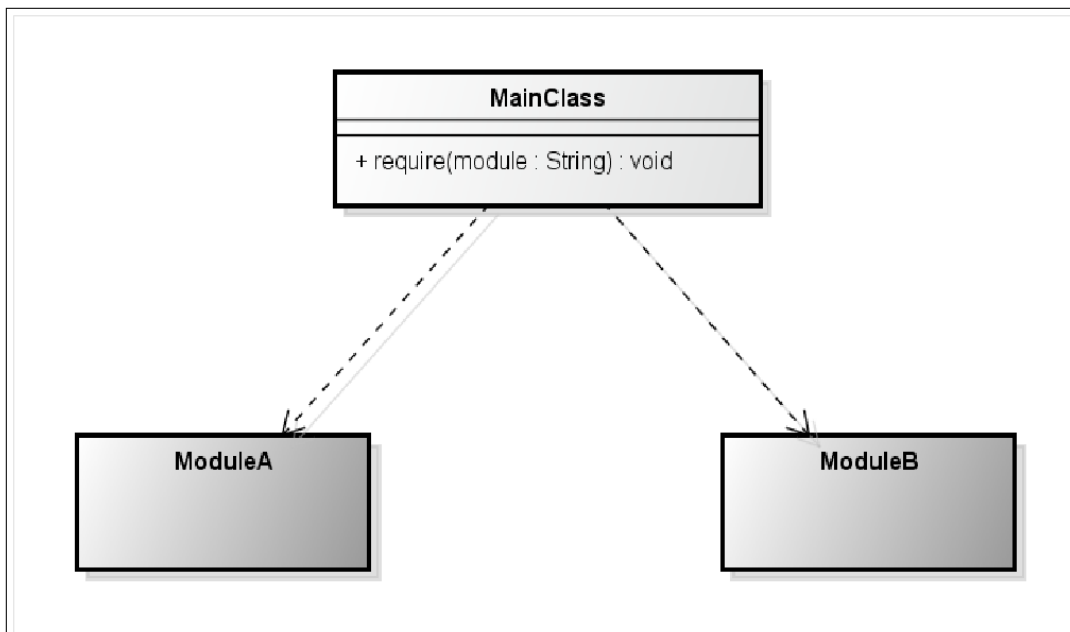 MainClass
+ require(module : String) : void
ModuleA
ModuleB